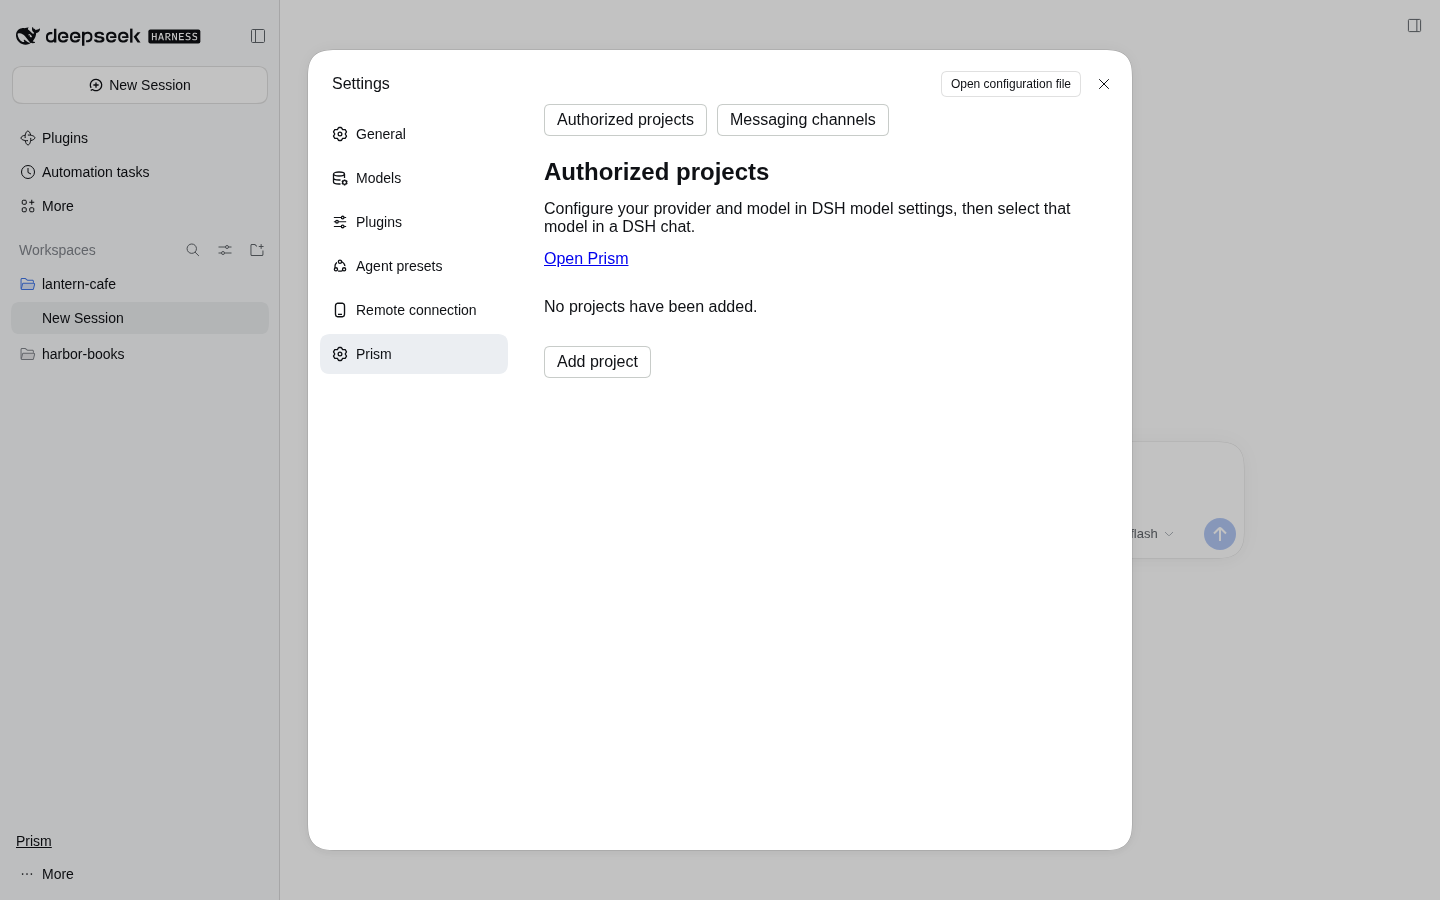 deepseek HARNESS
New Session
Plugins
Automation tasks
More
Workspaces
lantern-cafe
New Session
harbor-books
Prism
More
Settings
Open configuration file
General
Models
Plugins
Agent presets
Remote connection
Prism
Authorized projects
Messaging channels
Authorized projects
Configure your provider and model in DSH model settings, then select that
model in a DSH chat.
Open Prism
No projects have been added.
Add project
flash